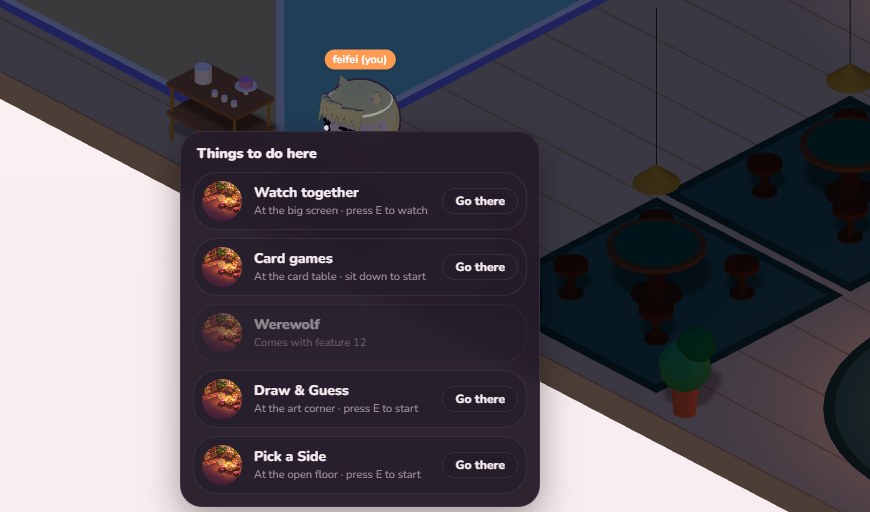 feifei (you)
Things to do here
Watch together
At the big screen · press E to watch
Go there
Card games
At the card table · sit down to start
Go there
Werewolf
Comes with feature 12
Draw & Guess
At the art corner · press E to start
Go there
Pick a Side
At the open floor · press E to start
Go there